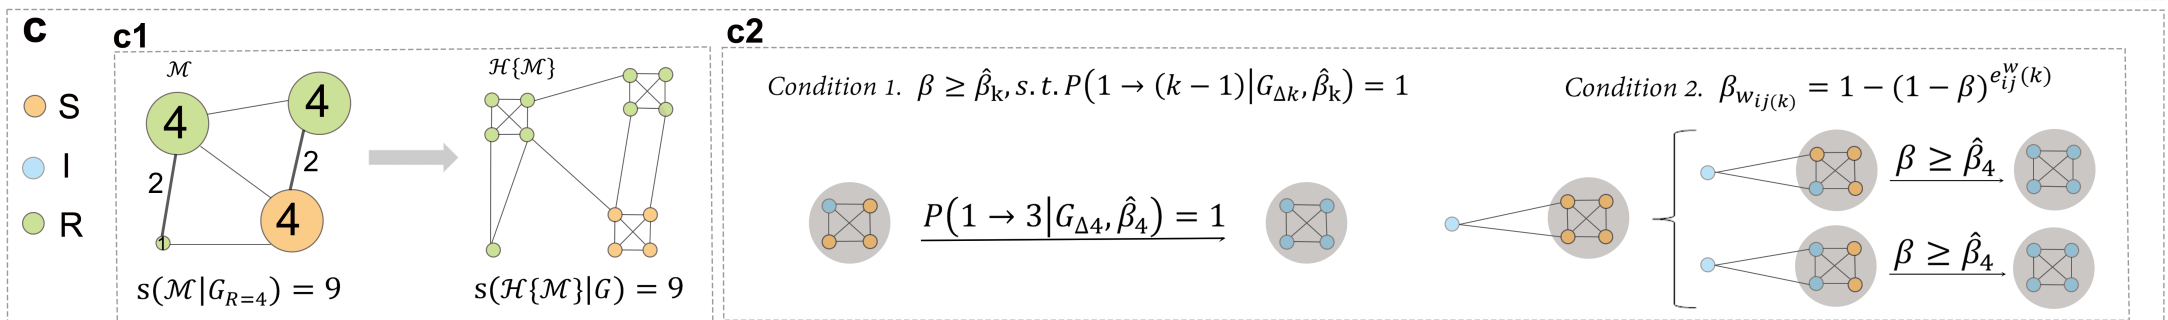 c
c1
c2
S
I
R
ℳ
4
4
2
2
4
1
s(ℳ|G_{R=4}) = 9
ℋ{ℳ}
s(ℋ{ℳ}|G) = 9
Condition 1. β ≥ β̂_k, s.t. P(1 → (k − 1)|G_{Δk}, β̂_k) = 1
P(1 → 3|G_{Δ4}, β̂_4) = 1
Condition 2. β_{w_{ij(k)}} = 1 − (1 − β)^{e_{ij}^{w}(k)}
β ≥ β̂_4
β ≥ β̂_4